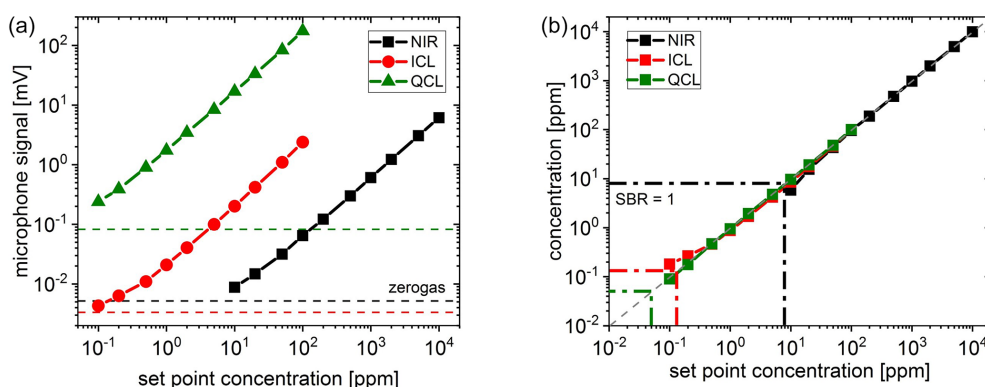 (a)
microphone signal [mV]
10²
10¹
10⁰
10⁻¹
10⁻²
NIR
ICL
QCL
zerogas
10⁻¹ 10⁰ 10¹ 10² 10³ 10⁴
set point concentration [ppm]
(b)
concentration [ppm]
10⁴
10³
10²
10¹
10⁰
10⁻¹
10⁻²
NIR
ICL
QCL
SBR = 1
10⁻² 10⁻¹ 10⁰ 10¹ 10² 10³ 10⁴
set point concentration [ppm]